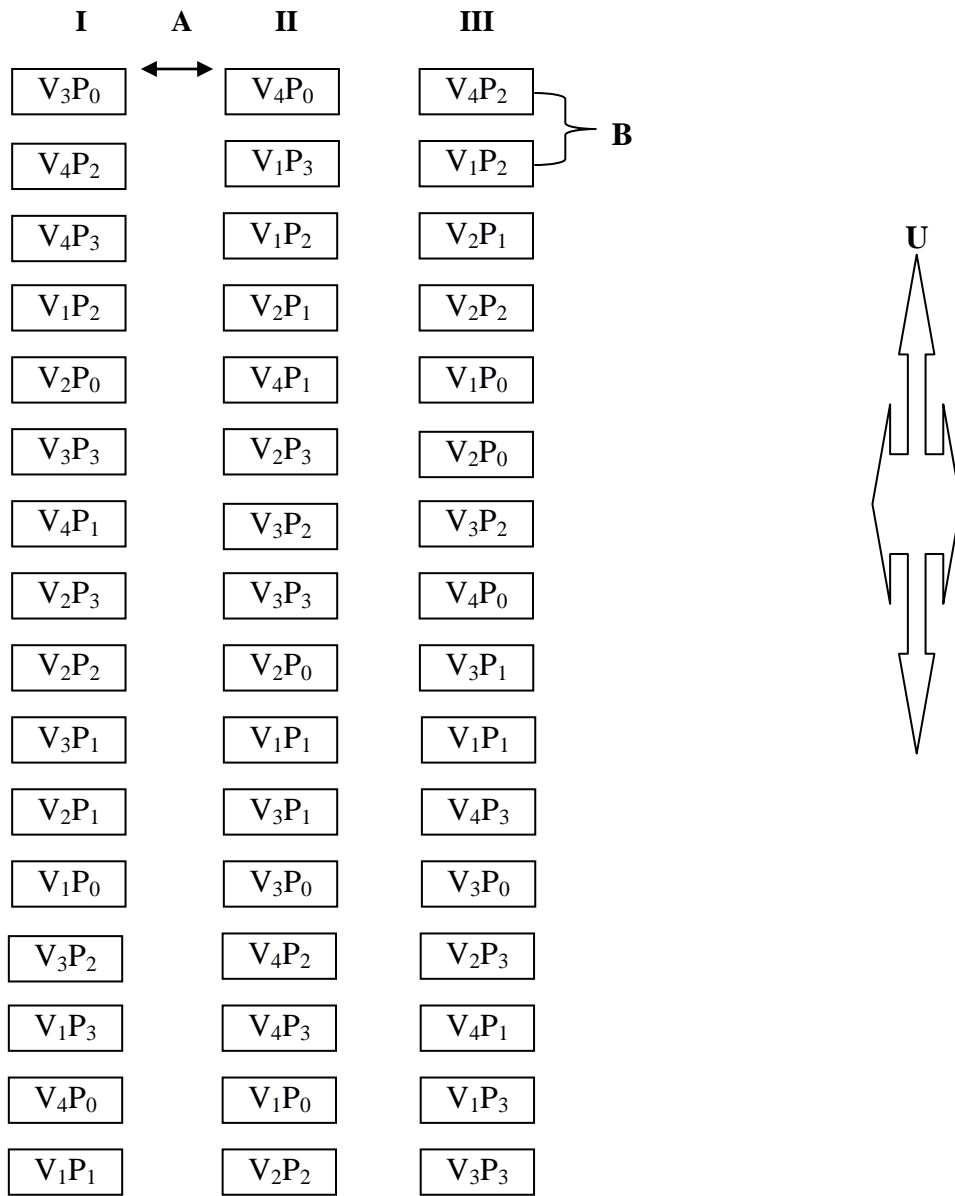 I A II III
V₃P₀ V₄P₀ V₄P₂
B
V₄P₂ V₁P₃ V₁P₂
V₄P₃ V₁P₂ V₂P₁
U
V₁P₂ V₂P₁ V₂P₂
V₂P₀ V₄P₁ V₁P₀
V₃P₃ V₂P₃ V₂P₀
V₄P₁ V₃P₂ V₃P₂
V₂P₃ V₃P₃ V₄P₀
V₂P₂ V₂P₀ V₃P₁
V₃P₁ V₁P₁ V₁P₁
V₂P₁ V₃P₁ V₄P₃
V₁P₀ V₃P₀ V₃P₀
V₃P₂ V₄P₂ V₂P₃
V₁P₃ V₄P₃ V₄P₁
V₄P₀ V₁P₀ V₁P₃
V₁P₁ V₂P₂ V₃P₃